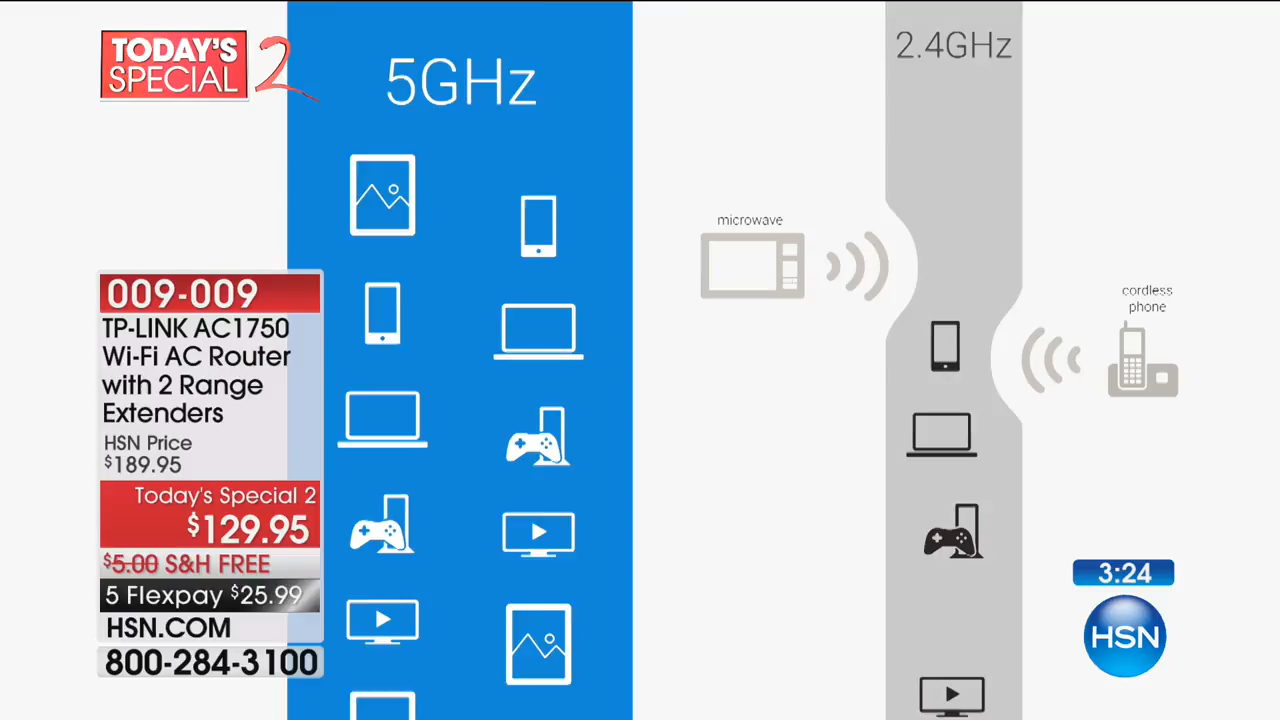 TODAY'S
SPECIAL 2
5GHz
2.4GHz
microwave
cordless
phone
009-009
TP-LINK AC1750
Wi-Fi AC Router
with 2 Range
Extenders
HSN Price
$189.95
Today's Special 2
$129.95
$5.00 S&H FREE
5 Flexpay $25.99
HSN.COM
800-284-3100
3:24
HSN